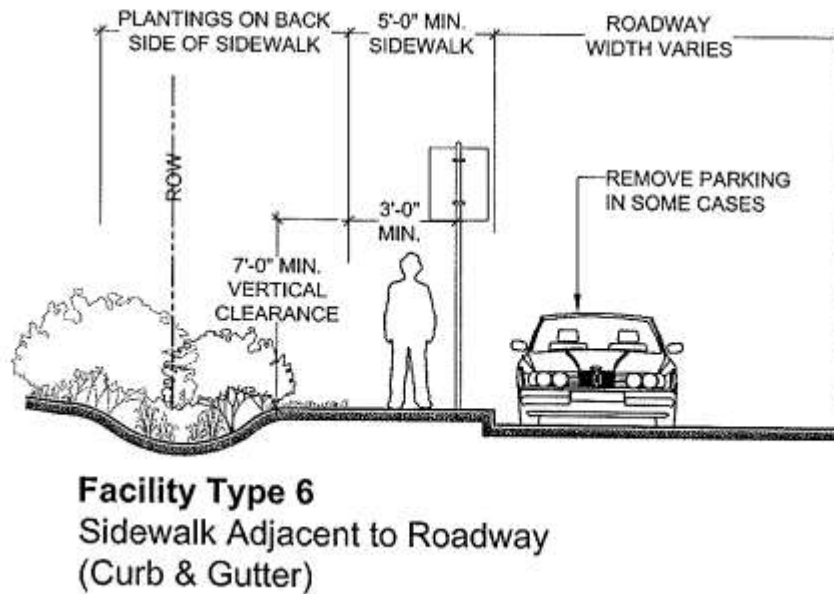 PLANTINGS ON BACK
SIDE OF SIDEWALK
5'-0" MIN.
SIDEWALK
ROADWAY
WIDTH VARIES
ROW
REMOVE PARKING
IN SOME CASES
3'-0"
MIN.
7'-0" MIN.
VERTICAL
CLEARANCE
Facility Type 6
Sidewalk Adjacent to Roadway
(Curb & Gutter)